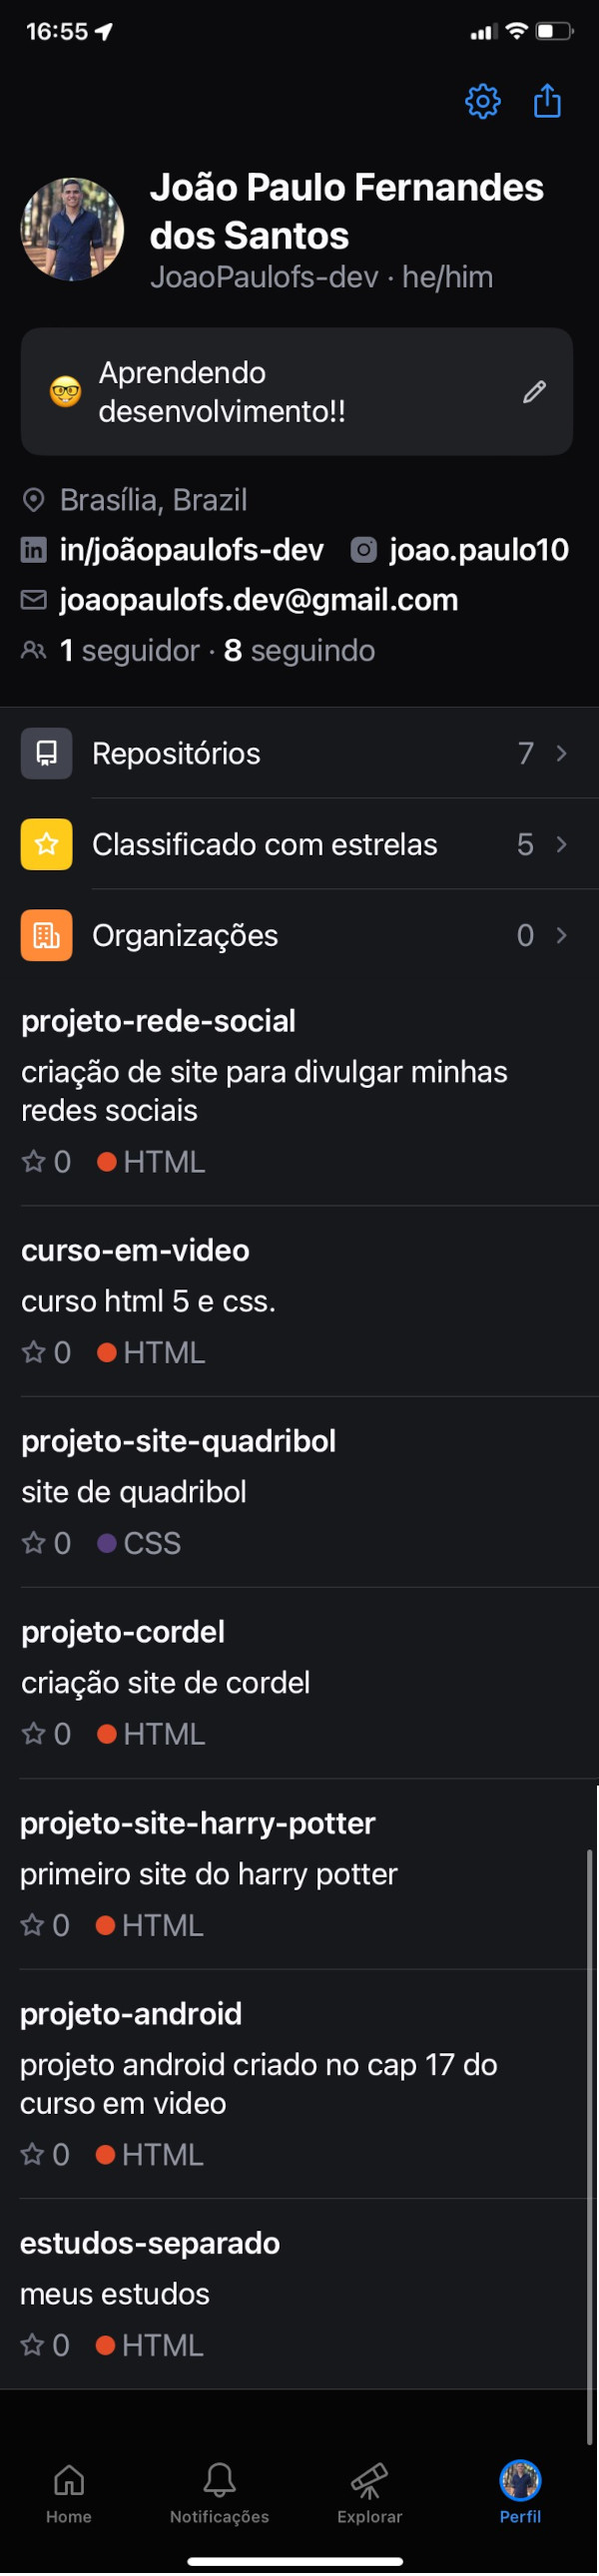 16:55
João Paulo Fernandes
dos Santos
JoaoPaulofs-dev · he/him
Aprendendo
desenvolvimento!!
Brasília, Brazil
in/joãopaulofs-dev joao.paulo10
joaopaulofs.dev@gmail.com
1 seguidor · 8 seguindo
Repositórios 7
Classificado com estrelas 5
Organizações 0
projeto-rede-social
criação de site para divulgar minhas
redes sociais
0 HTML
curso-em-video
curso html 5 e css.
0 HTML
projeto-site-quadribol
site de quadribol
0 CSS
projeto-cordel
criação site de cordel
0 HTML
projeto-site-harry-potter
primeiro site do harry potter
0 HTML
projeto-android
projeto android criado no cap 17 do
curso em video
0 HTML
estudos-separado
meus estudos
0 HTML
Home Notificações Explorar Perfil